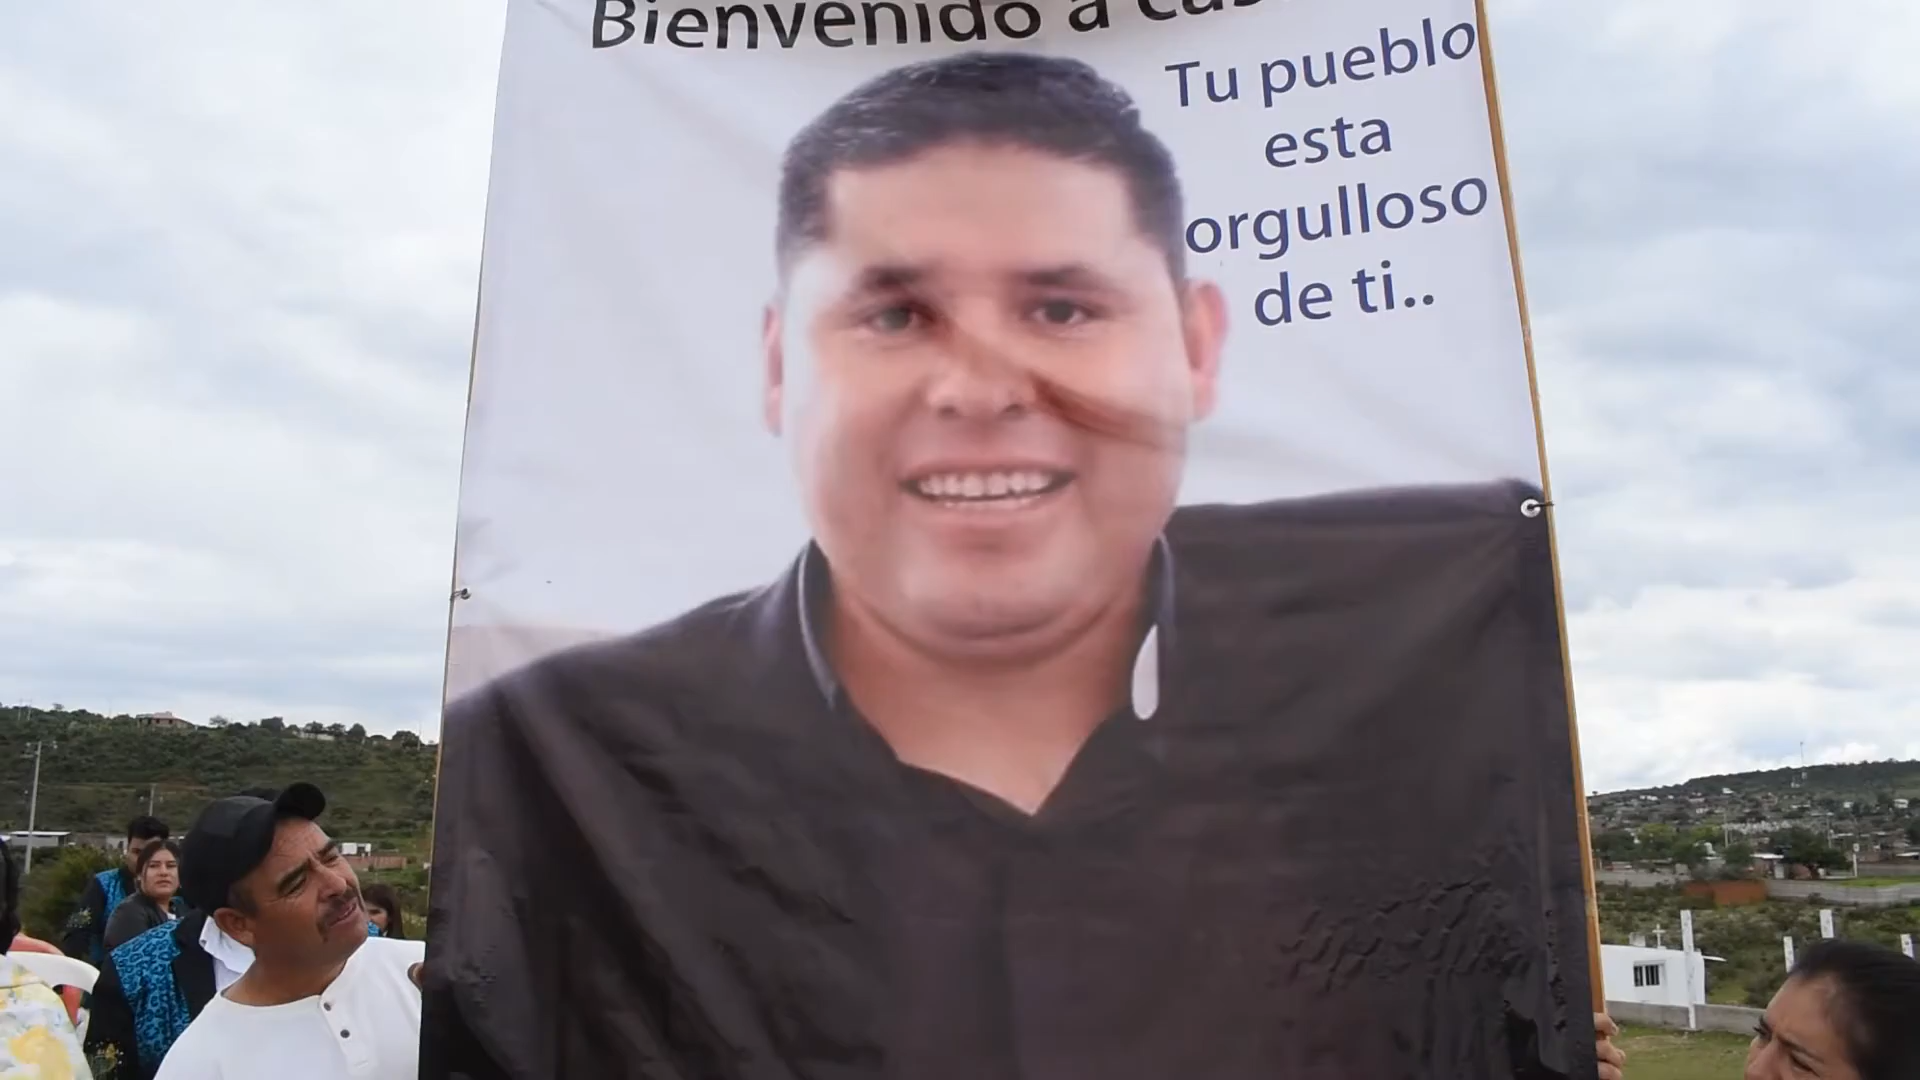 Bienvenido a
Tu pueblo
esta
orgulloso
de ti..